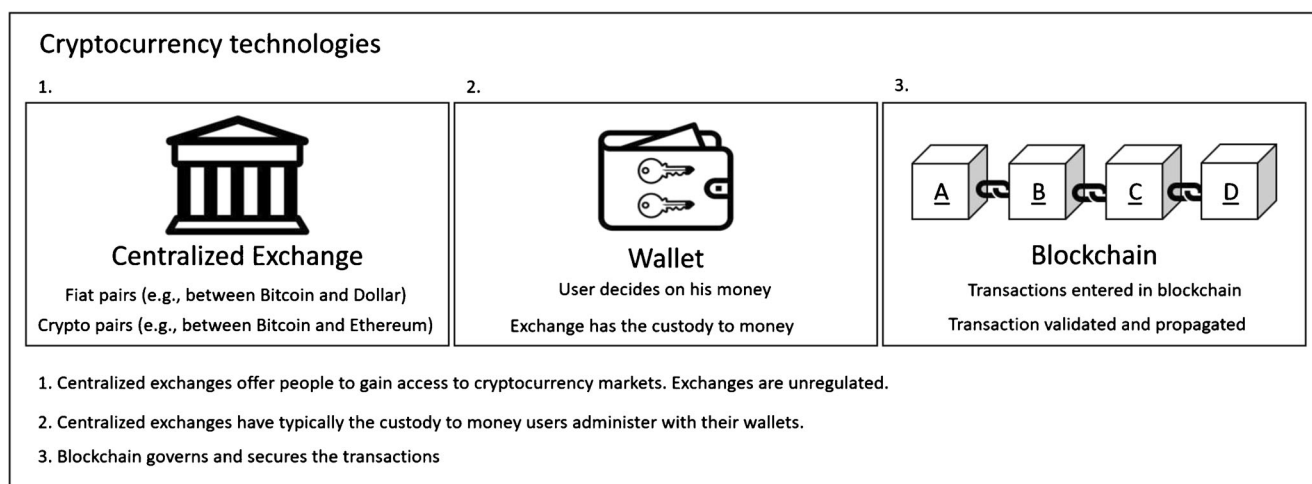 Cryptocurrency technologies
1.
2.
3.
Centralized Exchange
Fiat pairs (e.g., between Bitcoin and Dollar)
Crypto pairs (e.g., between Bitcoin and Ethereum)
Wallet
User decides on his money
Exchange has the custody to money
A B C D
Blockchain
Transactions entered in blockchain
Transaction validated and propagated
1. Centralized exchanges offer people to gain access to cryptocurrency markets. Exchanges are unregulated.
2. Centralized exchanges have typically the custody to money users administer with their wallets.
3. Blockchain governs and secures the transactions